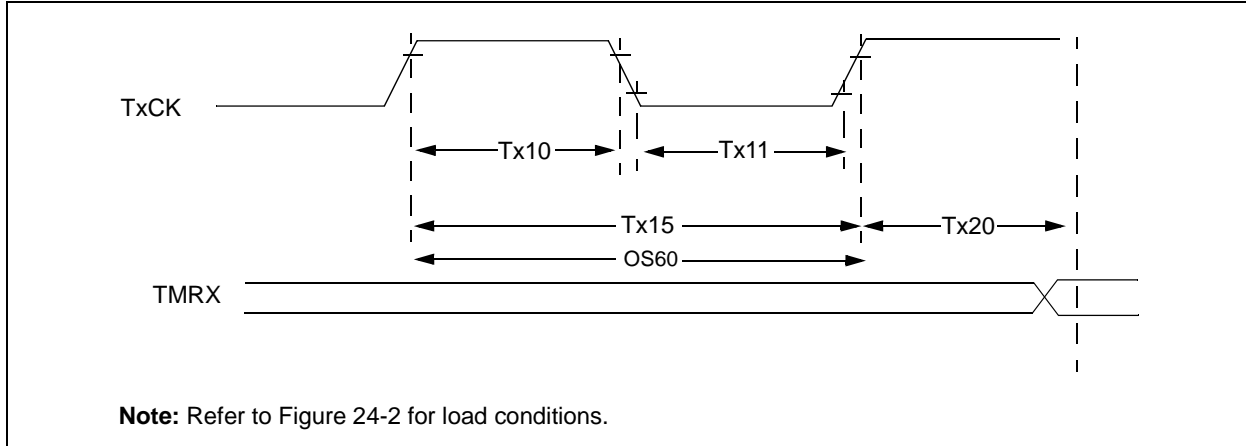 TxCK
Tx10
Tx11
Tx15
Tx20
OS60
TMRX
Note: Refer to Figure 24-2 for load conditions.